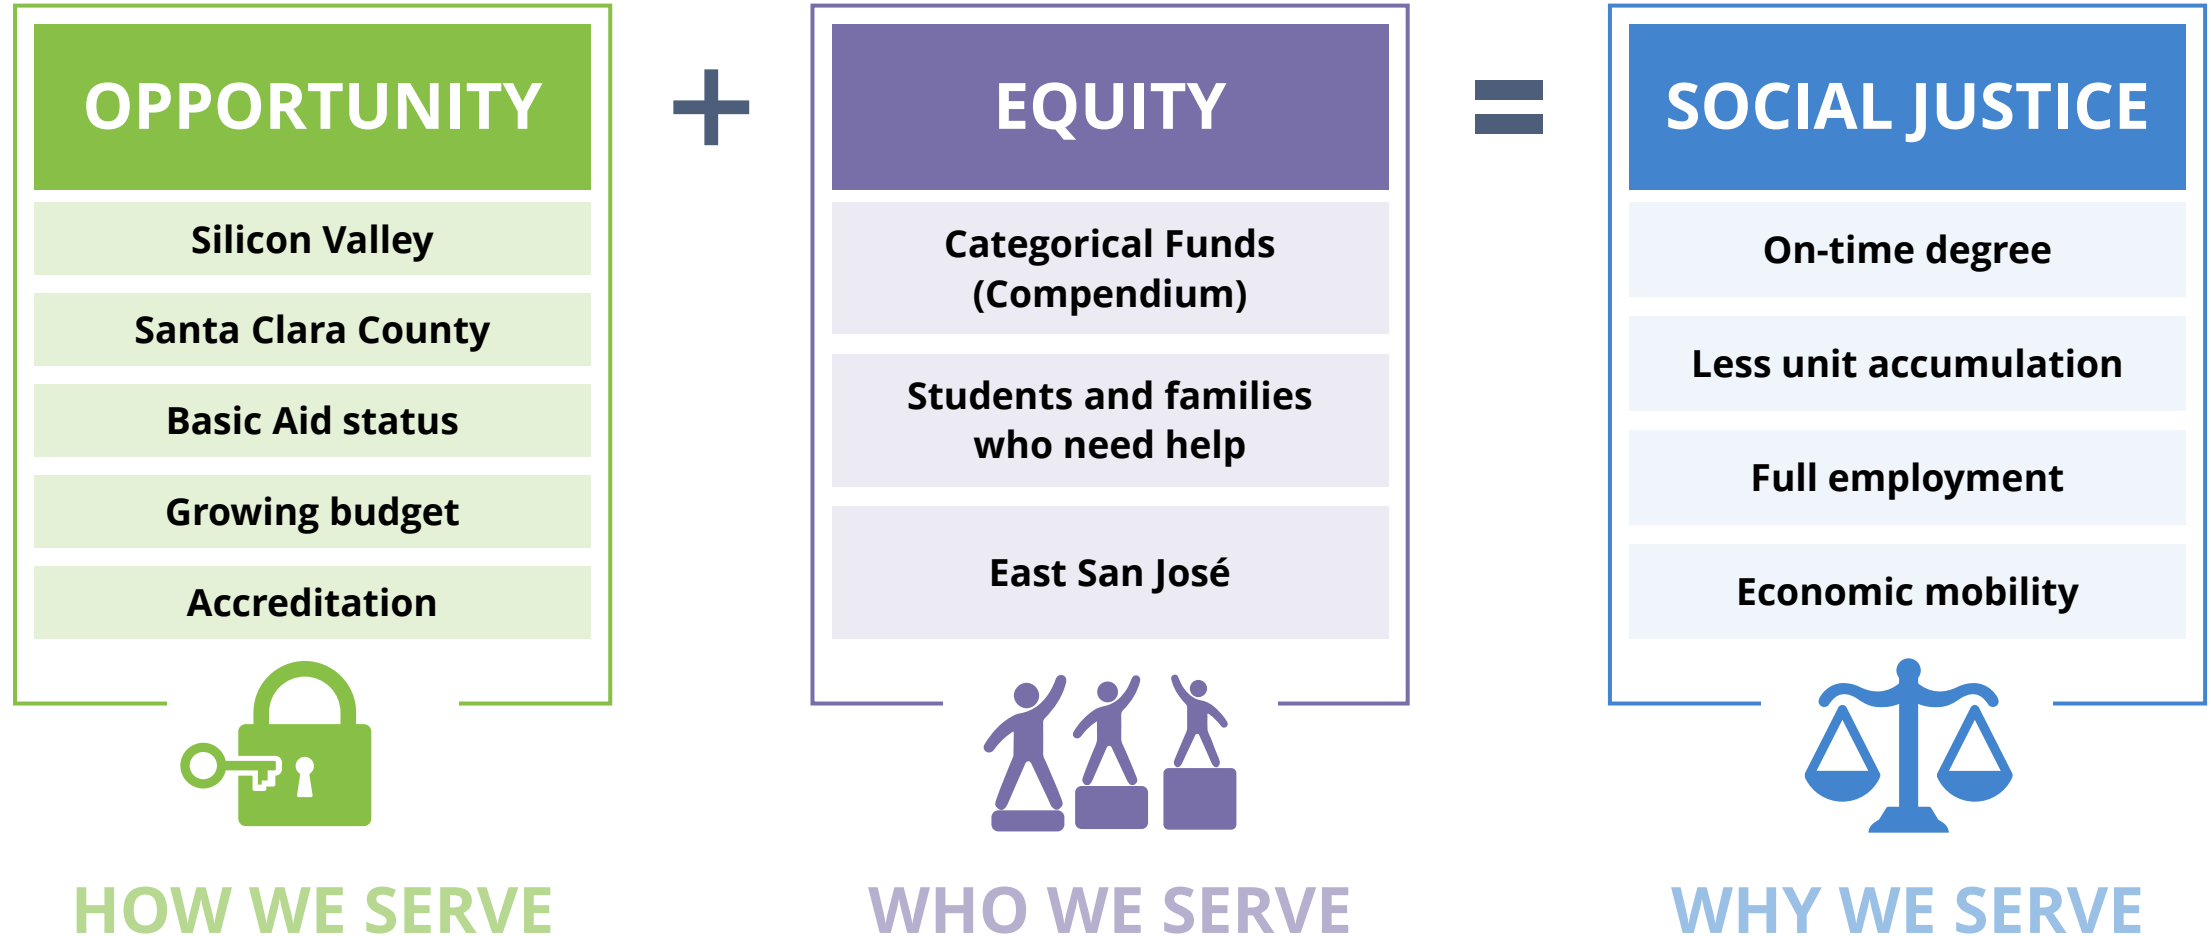 OPPORTUNITY
Silicon Valley
Santa Clara County
Basic Aid status
Growing budget
Accreditation
HOW WE SERVE
+
EQUITY
Categorical Funds
(Compendium)
Students and families
who need help
East San José
WHO WE SERVE
=
SOCIAL JUSTICE
On-time degree
Less unit accumulation
Full employment
Economic mobility
WHY WE SERVE